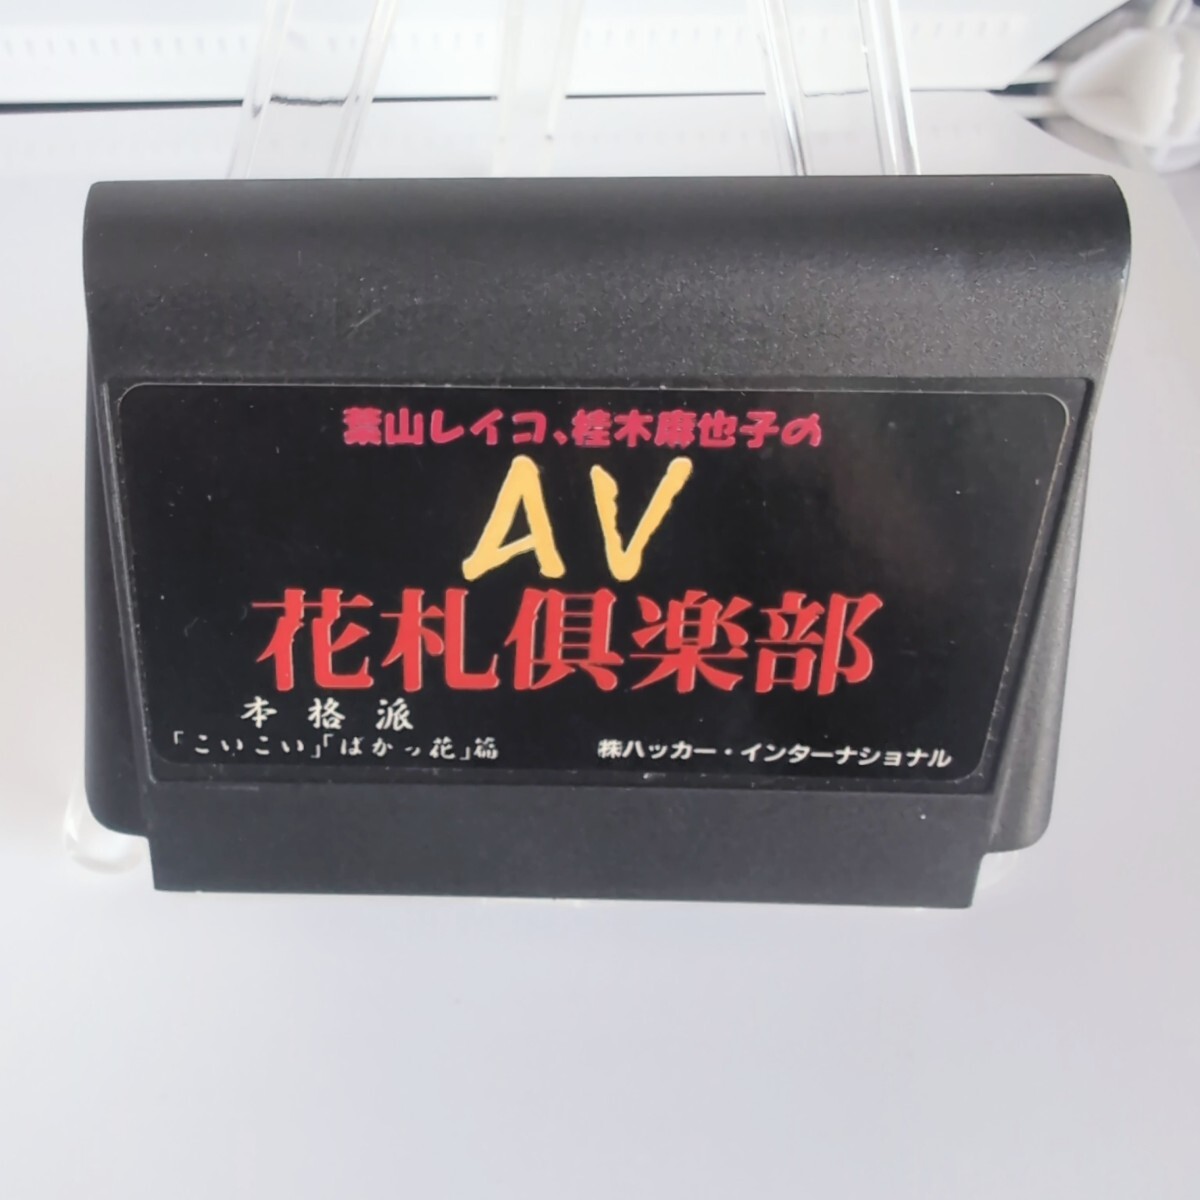 葉山レイコ、桂木麻也子の
AV
花札倶楽部
本格派
「こいこい」「ばかっ花」編
㈱ハッカー・インターナショナル